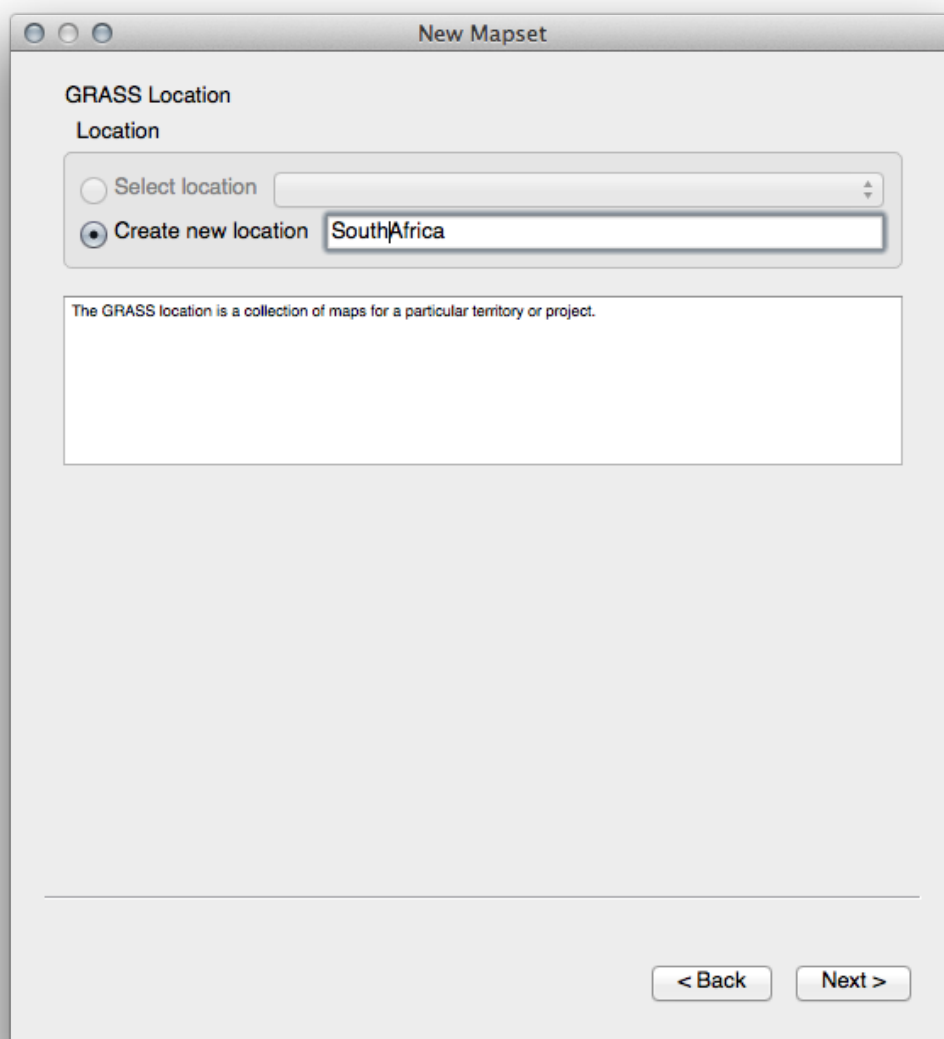 New Mapset
GRASS Location
Location
Select location
Create new location SouthAfrica
The GRASS location is a collection of maps for a particular territory or project.
< Back Next >